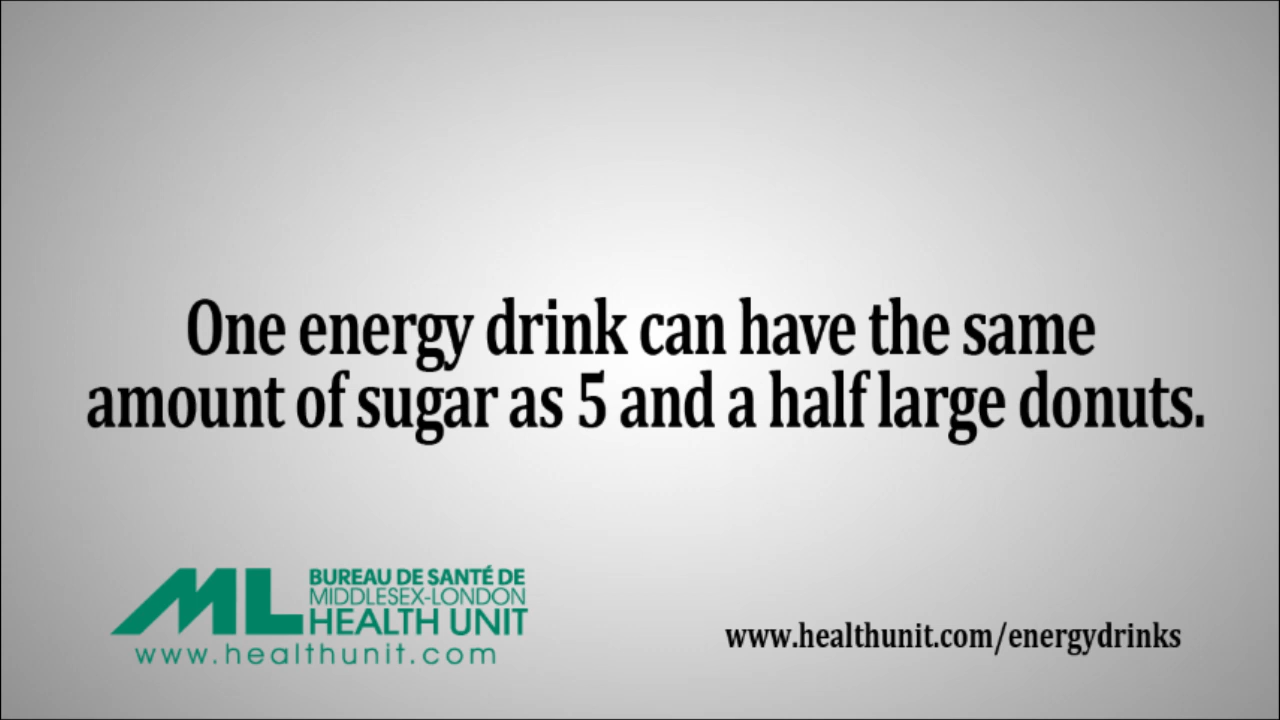 One energy drink can have the same
amount of sugar as 5 and a half large donuts.
ML
BUREAU DE SANTÉ DE
MIDDLESEX-LONDON
HEALTH UNIT
www.healthunit.com
www.healthunit.com/energydrinks